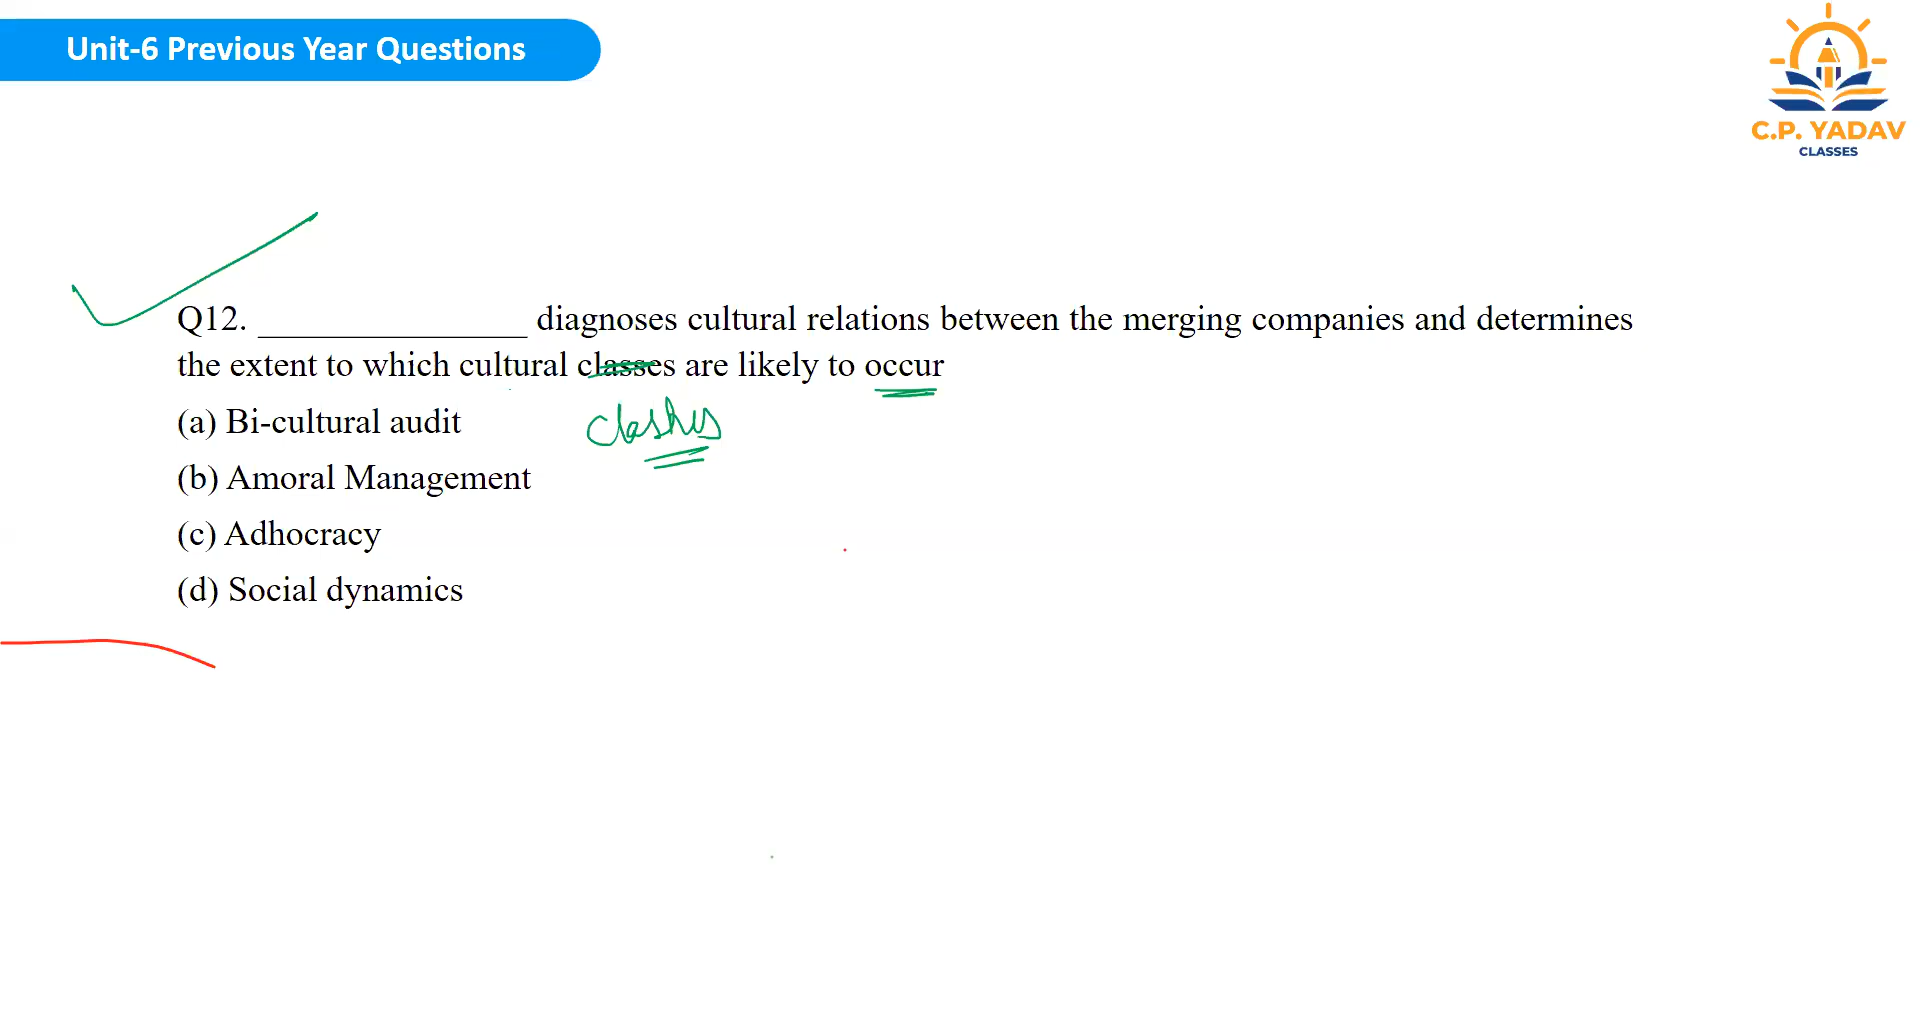 Unit-6 Previous Year Questions
C.P. YADAV
CLASSES
Q12. _______________ diagnoses cultural relations between the merging companies and determines
the extent to which cultural classes are likely to occur
clashes
(a) Bi-cultural audit
(b) Amoral Management
(c) Adhocracy
(d) Social dynamics